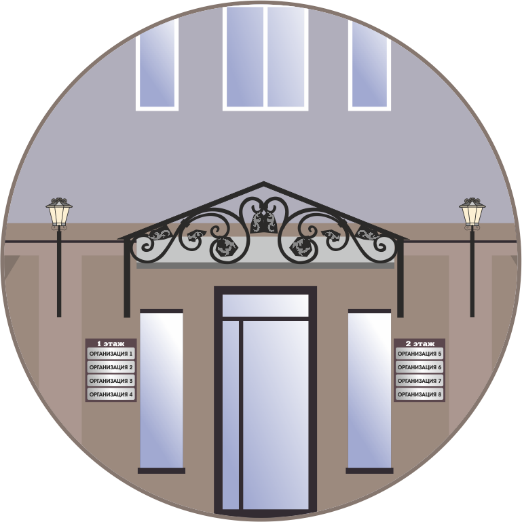 1 этаж
ОРГАНИЗАЦИЯ 1
ОРГАНИЗАЦИЯ 2
ОРГАНИЗАЦИЯ 3
ОРГАНИЗАЦИЯ 4
2 этаж
ОРГАНИЗАЦИЯ 5
ОРГАНИЗАЦИЯ 6
ОРГАНИЗАЦИЯ 7
ОРГАНИЗАЦИЯ 8